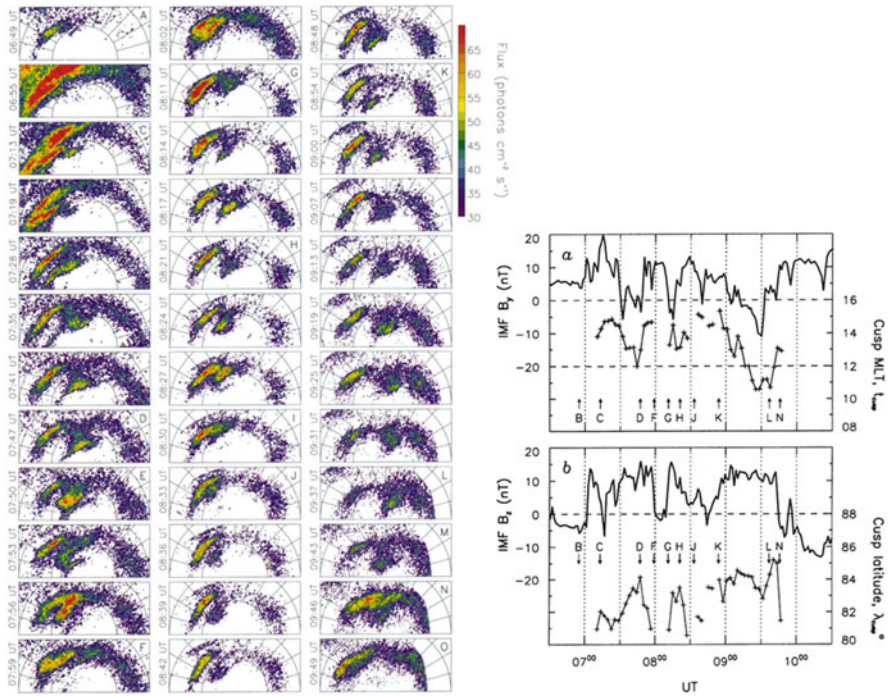 06:49 UT
A
06:55 UT
07:13 UT
C
07:19 UT
07:28 UT
07:35 UT
07:41 UT
07:47 UT
D
07:50 UT
E
07:53 UT
07:56 UT
07:59 UT
F
08:02 UT
08:11 UT
G
08:14 UT
08:17 UT
08:21 UT
H
08:24 UT
08:27 UT
08:30 UT
I
08:33 UT
J
08:36 UT
08:39 UT
08:42 UT
08:48 UT
08:54 UT
K
09:00 UT
09:07 UT
09:13 UT
09:19 UT
09:25 UT
09:31 UT
09:37 UT
L
09:43 UT
M
09:46 UT
N
09:49 UT
O
65
60
55
50
45
40
35
30
Flux (photons cm⁻² s⁻¹)
a
20
10
0
-10
-20
IMF By (nT)
16
14
12
10
08
Cusp MLT, tcusp
B C D F G H J K L N
b
20
10
0
-10
-20
IMF Bz (nT)
88
86
84
82
80
Cusp latitude, λcusp°
B C D F G H J K L N
07⁰⁰ 08⁰⁰ 09⁰⁰ 10⁰⁰
UT